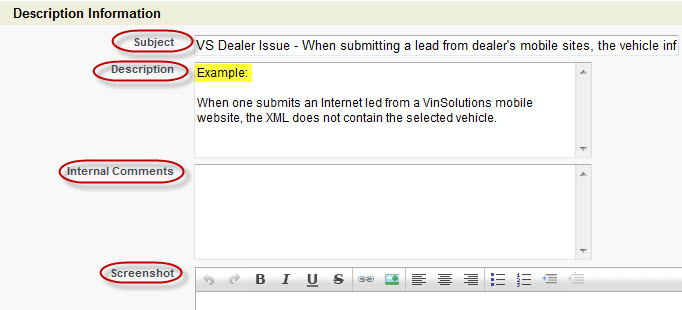 Description Information
Subject
VS Dealer Issue - When submitting a lead from dealer's mobile sites, the vehicle inf
Description
Example:
When one submits an Internet led from a VinSolutions mobile
website, the XML does not contain the selected vehicle.
Internal Comments
Screenshot
B I U S